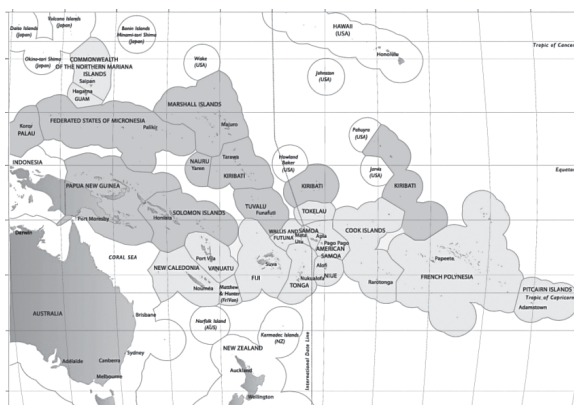 Volcano Islands
(Japan)
Daito Islands
(Japan)
Bonin Islands
Minami-tori Shima
(Japan)
Okino-tori Shima
(Japan)
COMMONWEALTH
OF THE NORTHERN MARIANA
ISLANDS
Saipan
Hagatna
GUAM
Wake
(USA)
HAWAII
(USA)
Honolulu
Johnson
(USA)
Tropic of Cancer
MARSHALL ISLANDS
Majuro
FEDERATED STATES OF MICRONESIA
Palikir
Koror
PALAU
Palmyra
(USA)
Howland
Baker
(USA)
Jarvis
(USA)
NAURU
Yaren
Tarawa
KIRIBATI
KIRIBATI
KIRIBATI
Equator
INDONESIA
PAPUA NEW GUINEA
Port Moresby
Honiara
SOLOMON ISLANDS
TUVALU
Funafuti
TOKELAU
WALLIS AND
FUTUNA
Mata
Utu
SAMOA
Apia
Pago Pago
AMERICAN
SAMOA
COOK ISLANDS
Darwin
CORAL SEA
NEW CALEDONIA
Noumea
Port Vila
VANUATU
Matthew
& Hunter
(Fr/Van)
Suva
FIJI
Nukualofa
TONGA
Alofi
NIUE
Rarotonga
Papeete
FRENCH POLYNESIA
PITCAIRN ISLANDS
Tropic of Capricorn
Adamstown
AUSTRALIA
Brisbane
Norfolk Island
(AUS)
Kermadec Islands
(NZ)
International Date Line
Sydney
Canberra
Adelaide
Melbourne
NEW ZEALAND
Auckland
Wellington